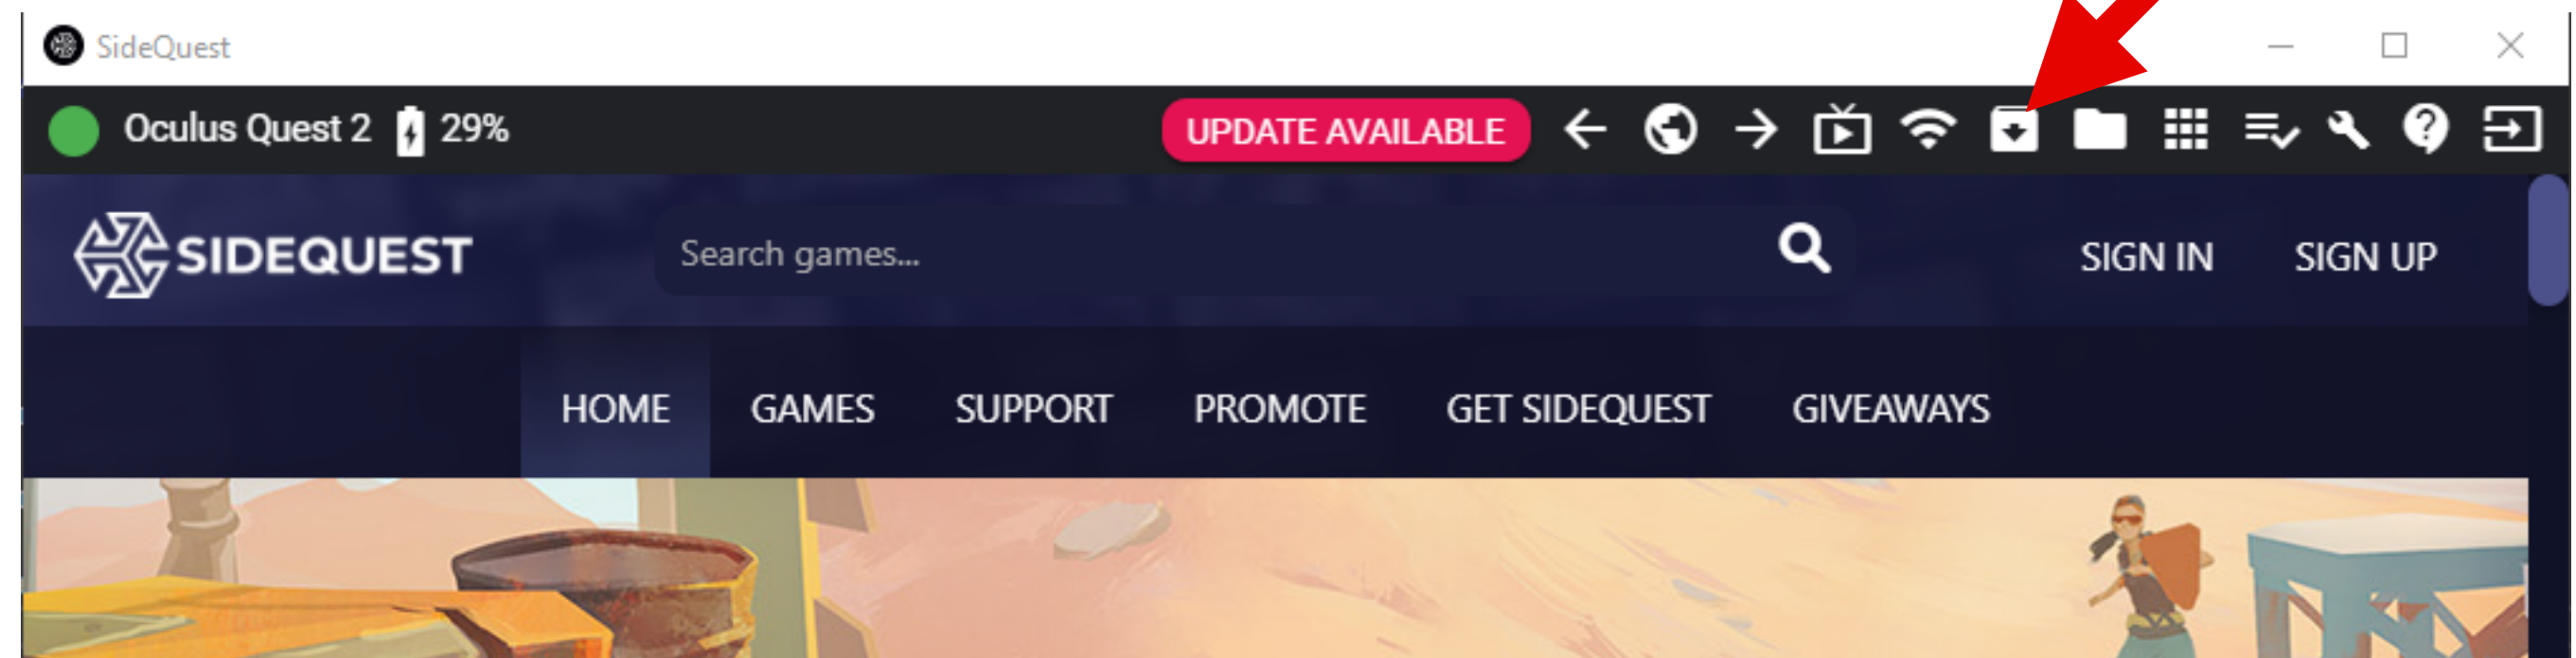 SideQuest
Oculus Quest 2 29%
UPDATE AVAILABLE
SIDEQUEST
Search games...
SIGN IN
SIGN UP
HOME
GAMES
SUPPORT
PROMOTE
GET SIDEQUEST
GIVEAWAYS